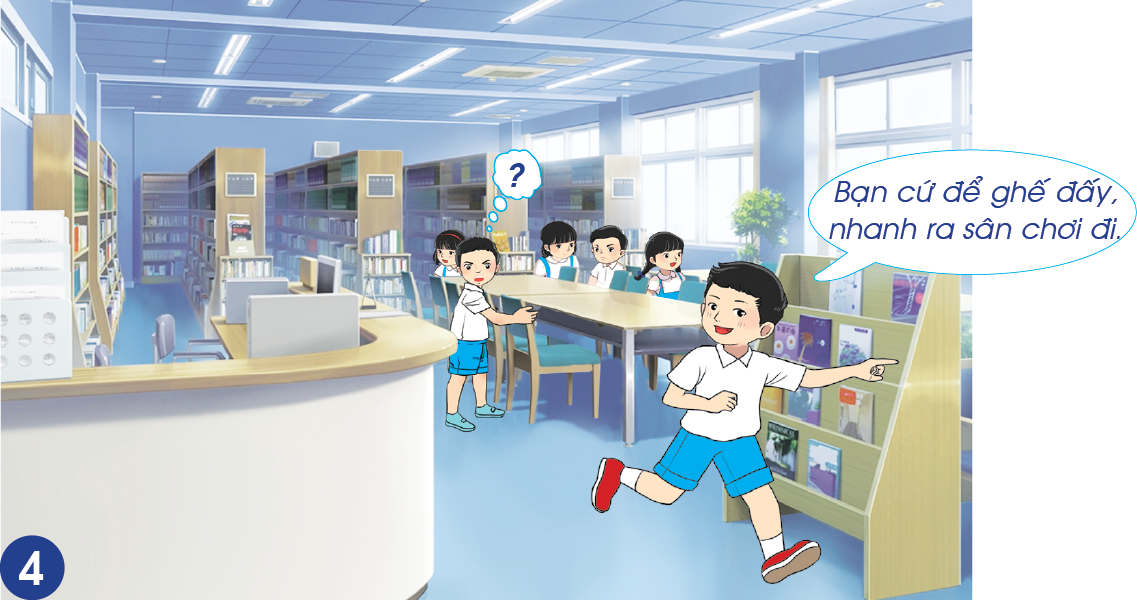 ?
Bạn cứ để ghế đấy,
nhanh ra sân chơi đi.
4